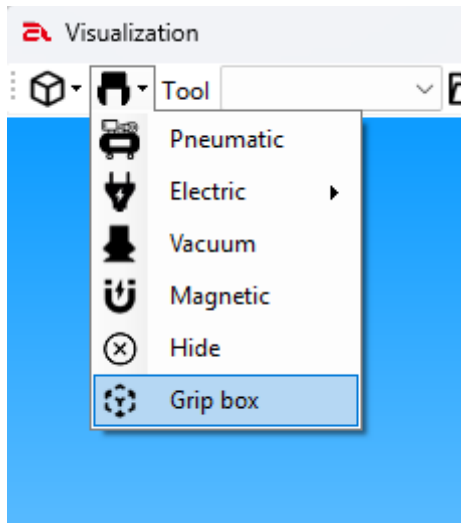 Visualization
Tool
Pneumatic
Electric
Vacuum
Magnetic
Hide
Grip box